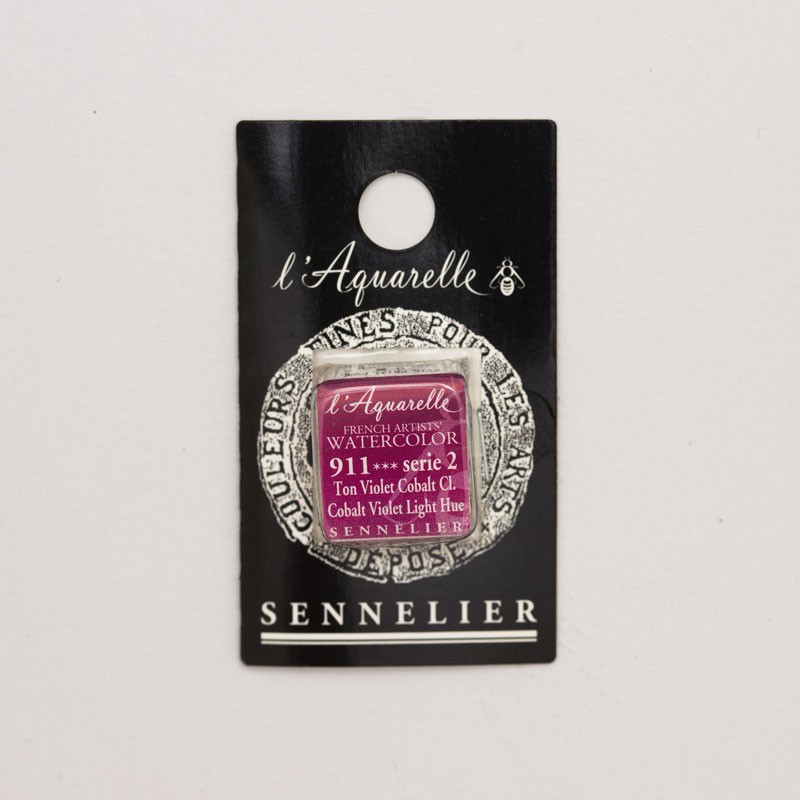 l'Aquarelle
COULEURS FINES POUR LES ARTS
l'Aquarelle
FRENCH ARTISTS'
WATERCOLOR
911*** serie 2
Ton Violet Cobalt Cl.
Cobalt Violet Light Hue
SENNELIER
DÉPOSÉ
SENNELIER